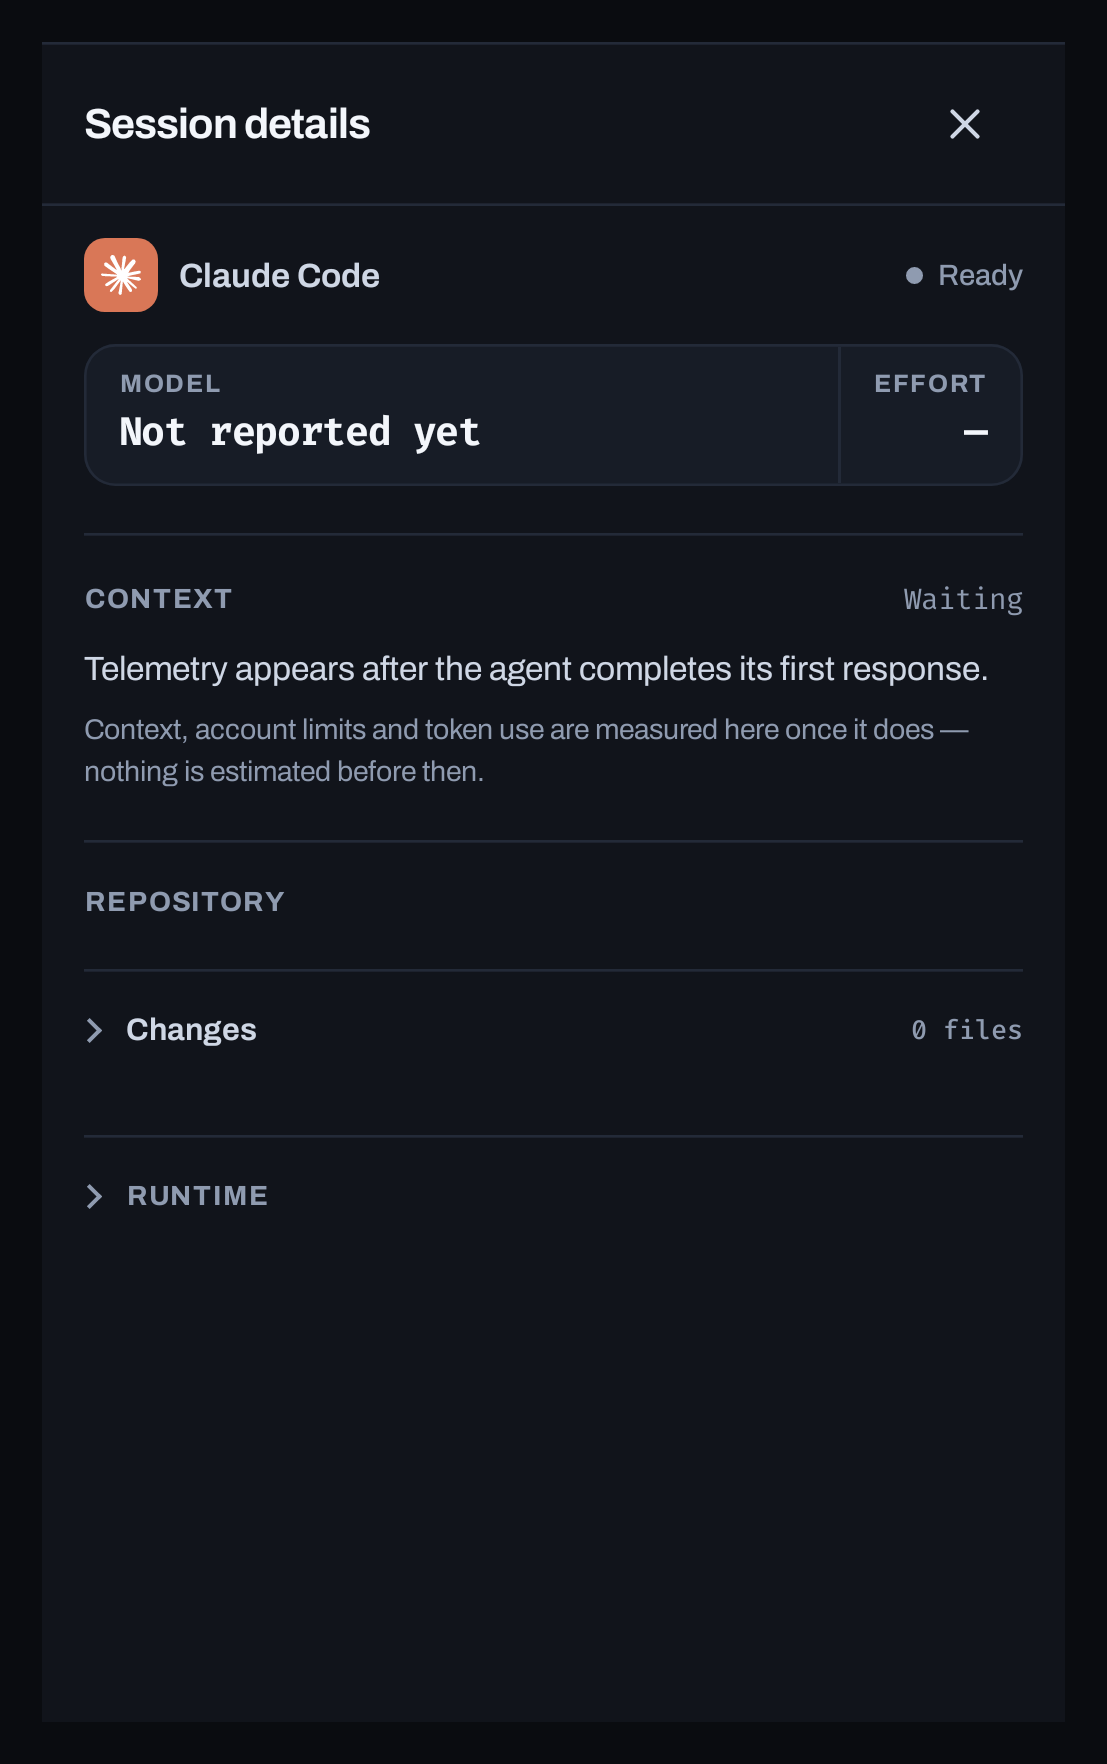 Session details
Claude Code
Ready
MODEL
EFFORT
Not reported yet
—
CONTEXT
Waiting
Telemetry appears after the agent completes its first response.
Context, account limits and token use are measured here once it does —
nothing is estimated before then.
REPOSITORY
Changes
0 files
RUNTIME